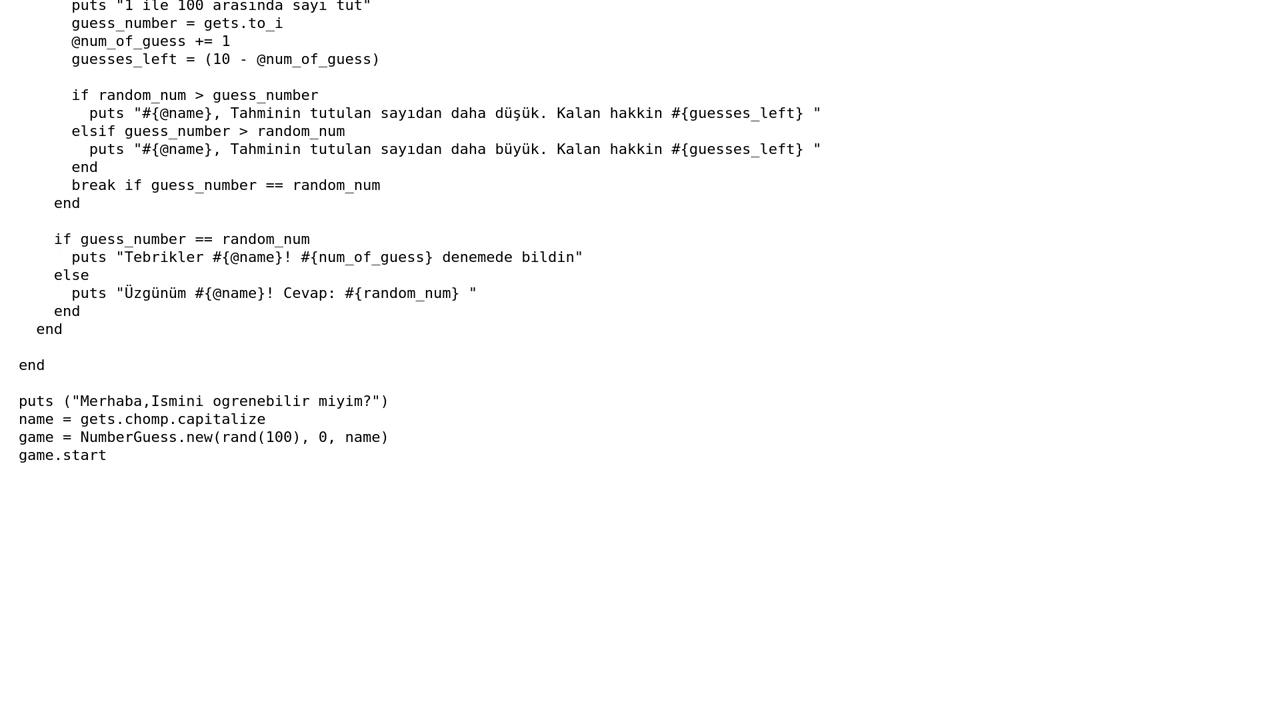 puts "1 ile 100 arasında sayı tut"
guess_number = gets.to_i
@num_of_guess += 1
guesses_left = (10 - @num_of_guess)
if random_num > guess_number
puts "#{@name}, Tahminin tutulan sayıdan daha düşük. Kalan hakkin #{guesses_left} "
elsif guess_number > random_num
puts "#{@name}, Tahminin tutulan sayıdan daha büyük. Kalan hakkin #{guesses_left} "
end
break if guess_number == random_num
end
if guess_number == random_num
puts "Tebrikler #{@name}! #{num_of_guess} denemede bildin"
else
puts "Üzgünüm #{@name}! Cevap: #{random_num} "
end
end
end
puts ("Merhaba,Ismini ogrenebilir miyim?")
name = gets.chomp.capitalize
game = NumberGuess.new(rand(100), 0, name)
game.start